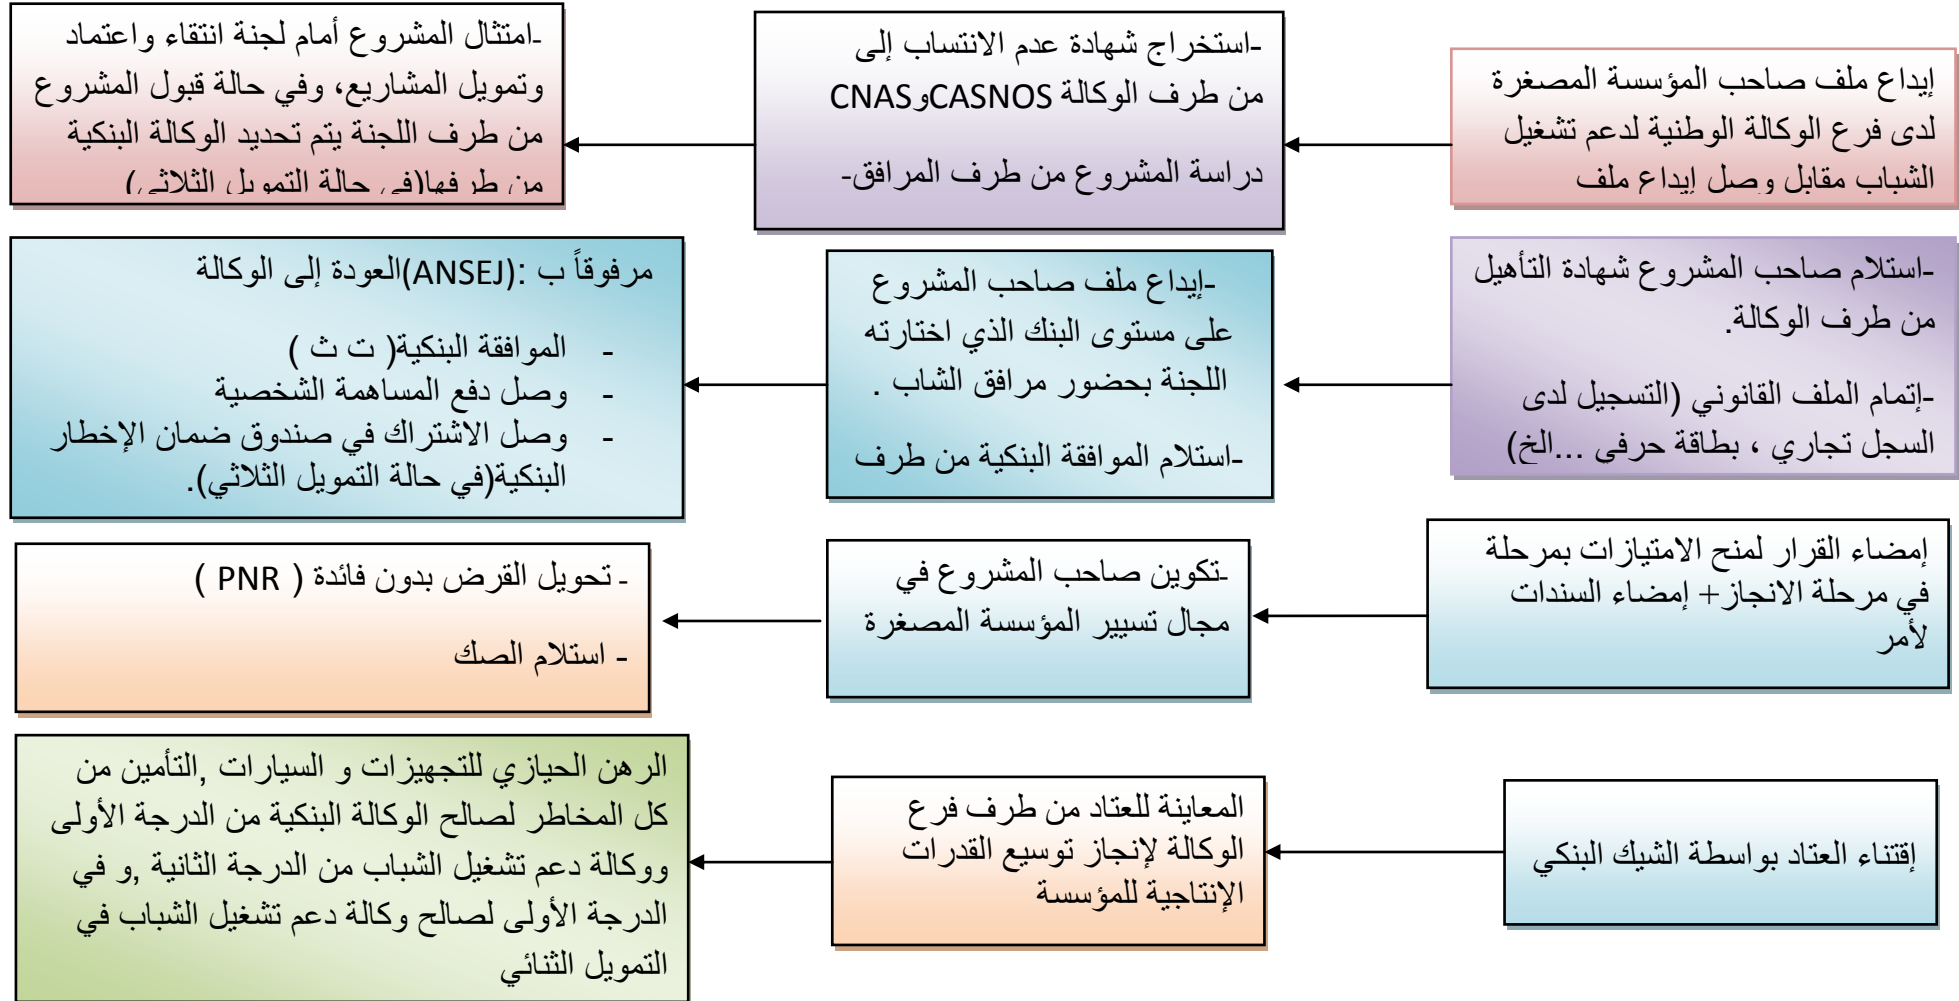 إيداع ملف صاحب المؤسسة المصغرة
لدى فرع الوكالة الوطنية لدعم تشغيل
الشباب مقابل وصل إيداع ملف
-استخراج شهادة عدم الانتساب إلى
من طرف الوكالة CASNOSوCNAS
دراسة المشروع من طرف المرافق-
-امتثال المشروع أمام لجنة انتقاء واعتماد
وتمويل المشاريع، وفي حالة قبول المشروع
من طرف اللجنة يتم تحديد الوكالة البنكية
من طرفها(في حالة التمويل الثلاثي)
-استلام صاحب المشروع شهادة التأهيل
من طرف الوكالة.
-إتمام الملف القانوني (التسجيل لدى
السجل تجاري ، بطاقة حرفي ...الخ)
-إيداع ملف صاحب المشروع
على مستوى البنك الذي اختارته
اللجنة بحضور مرافق الشاب .
-استلام الموافقة البنكية من طرف
مرفوقاً ب :(ANSEJ)العودة إلى الوكالة
- الموافقة البنكية( ت ث )
- وصل دفع المساهمة الشخصية
- وصل الاشتراك في صندوق ضمان الإخطار
البنكية(في حالة التمويل الثلاثي).
إمضاء القرار لمنح الامتيازات بمرحلة
في مرحلة الانجاز+ إمضاء السندات
لأمر
-تكوين صاحب المشروع في
مجال تسيير المؤسسة المصغرة
- تحويل القرض بدون فائدة ( PNR )
- استلام الصك
إقتناء العتاد بواسطة الشيك البنكي
المعاينة للعتاد من طرف فرع
الوكالة لإنجاز توسيع القدرات
الإنتاجية للمؤسسة
الرهن الحيازي للتجهيزات و السيارات ,التأمين من
كل المخاطر لصالح الوكالة البنكية من الدرجة الأولى
ووكالة دعم تشغيل الشباب من الدرجة الثانية ,و في
الدرجة الأولى لصالح وكالة دعم تشغيل الشباب في
التمويل الثنائي